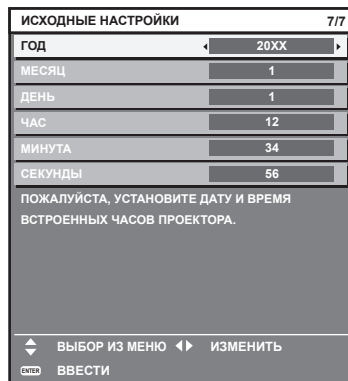 ИСХОДНЫЕ НАСТРОЙКИ 7/7
ГОД 20XX
МЕСЯЦ 1
ДЕНЬ 1
ЧАС 12
МИНУТА 34
СЕКУНДЫ 56
ПОЖАЛУЙСТА, УСТАНОВИТЕ ДАТУ И ВРЕМЯ
ВСТРОЕННЫХ ЧАСОВ ПРОЕКТОРА.
ВЫБОР ИЗ МЕНЮ ИЗМЕНИТЬ
ENTER ВВЕСТИ